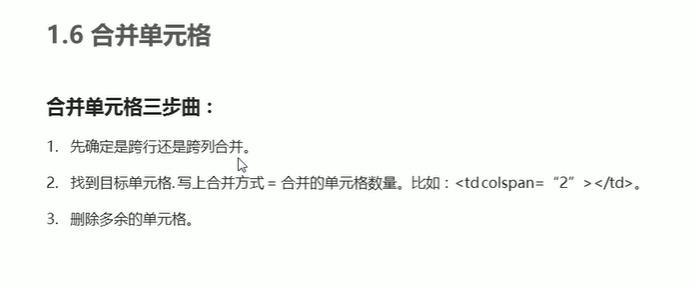 1.6 合并单元格
合并单元格三步曲：
1. 先确定是跨行还是跨列合并。
2. 找到目标单元格. 写上合并方式 = 合并的单元格数量。比如：<td colspan= “2” ></td>。
3. 删除多余的单元格。